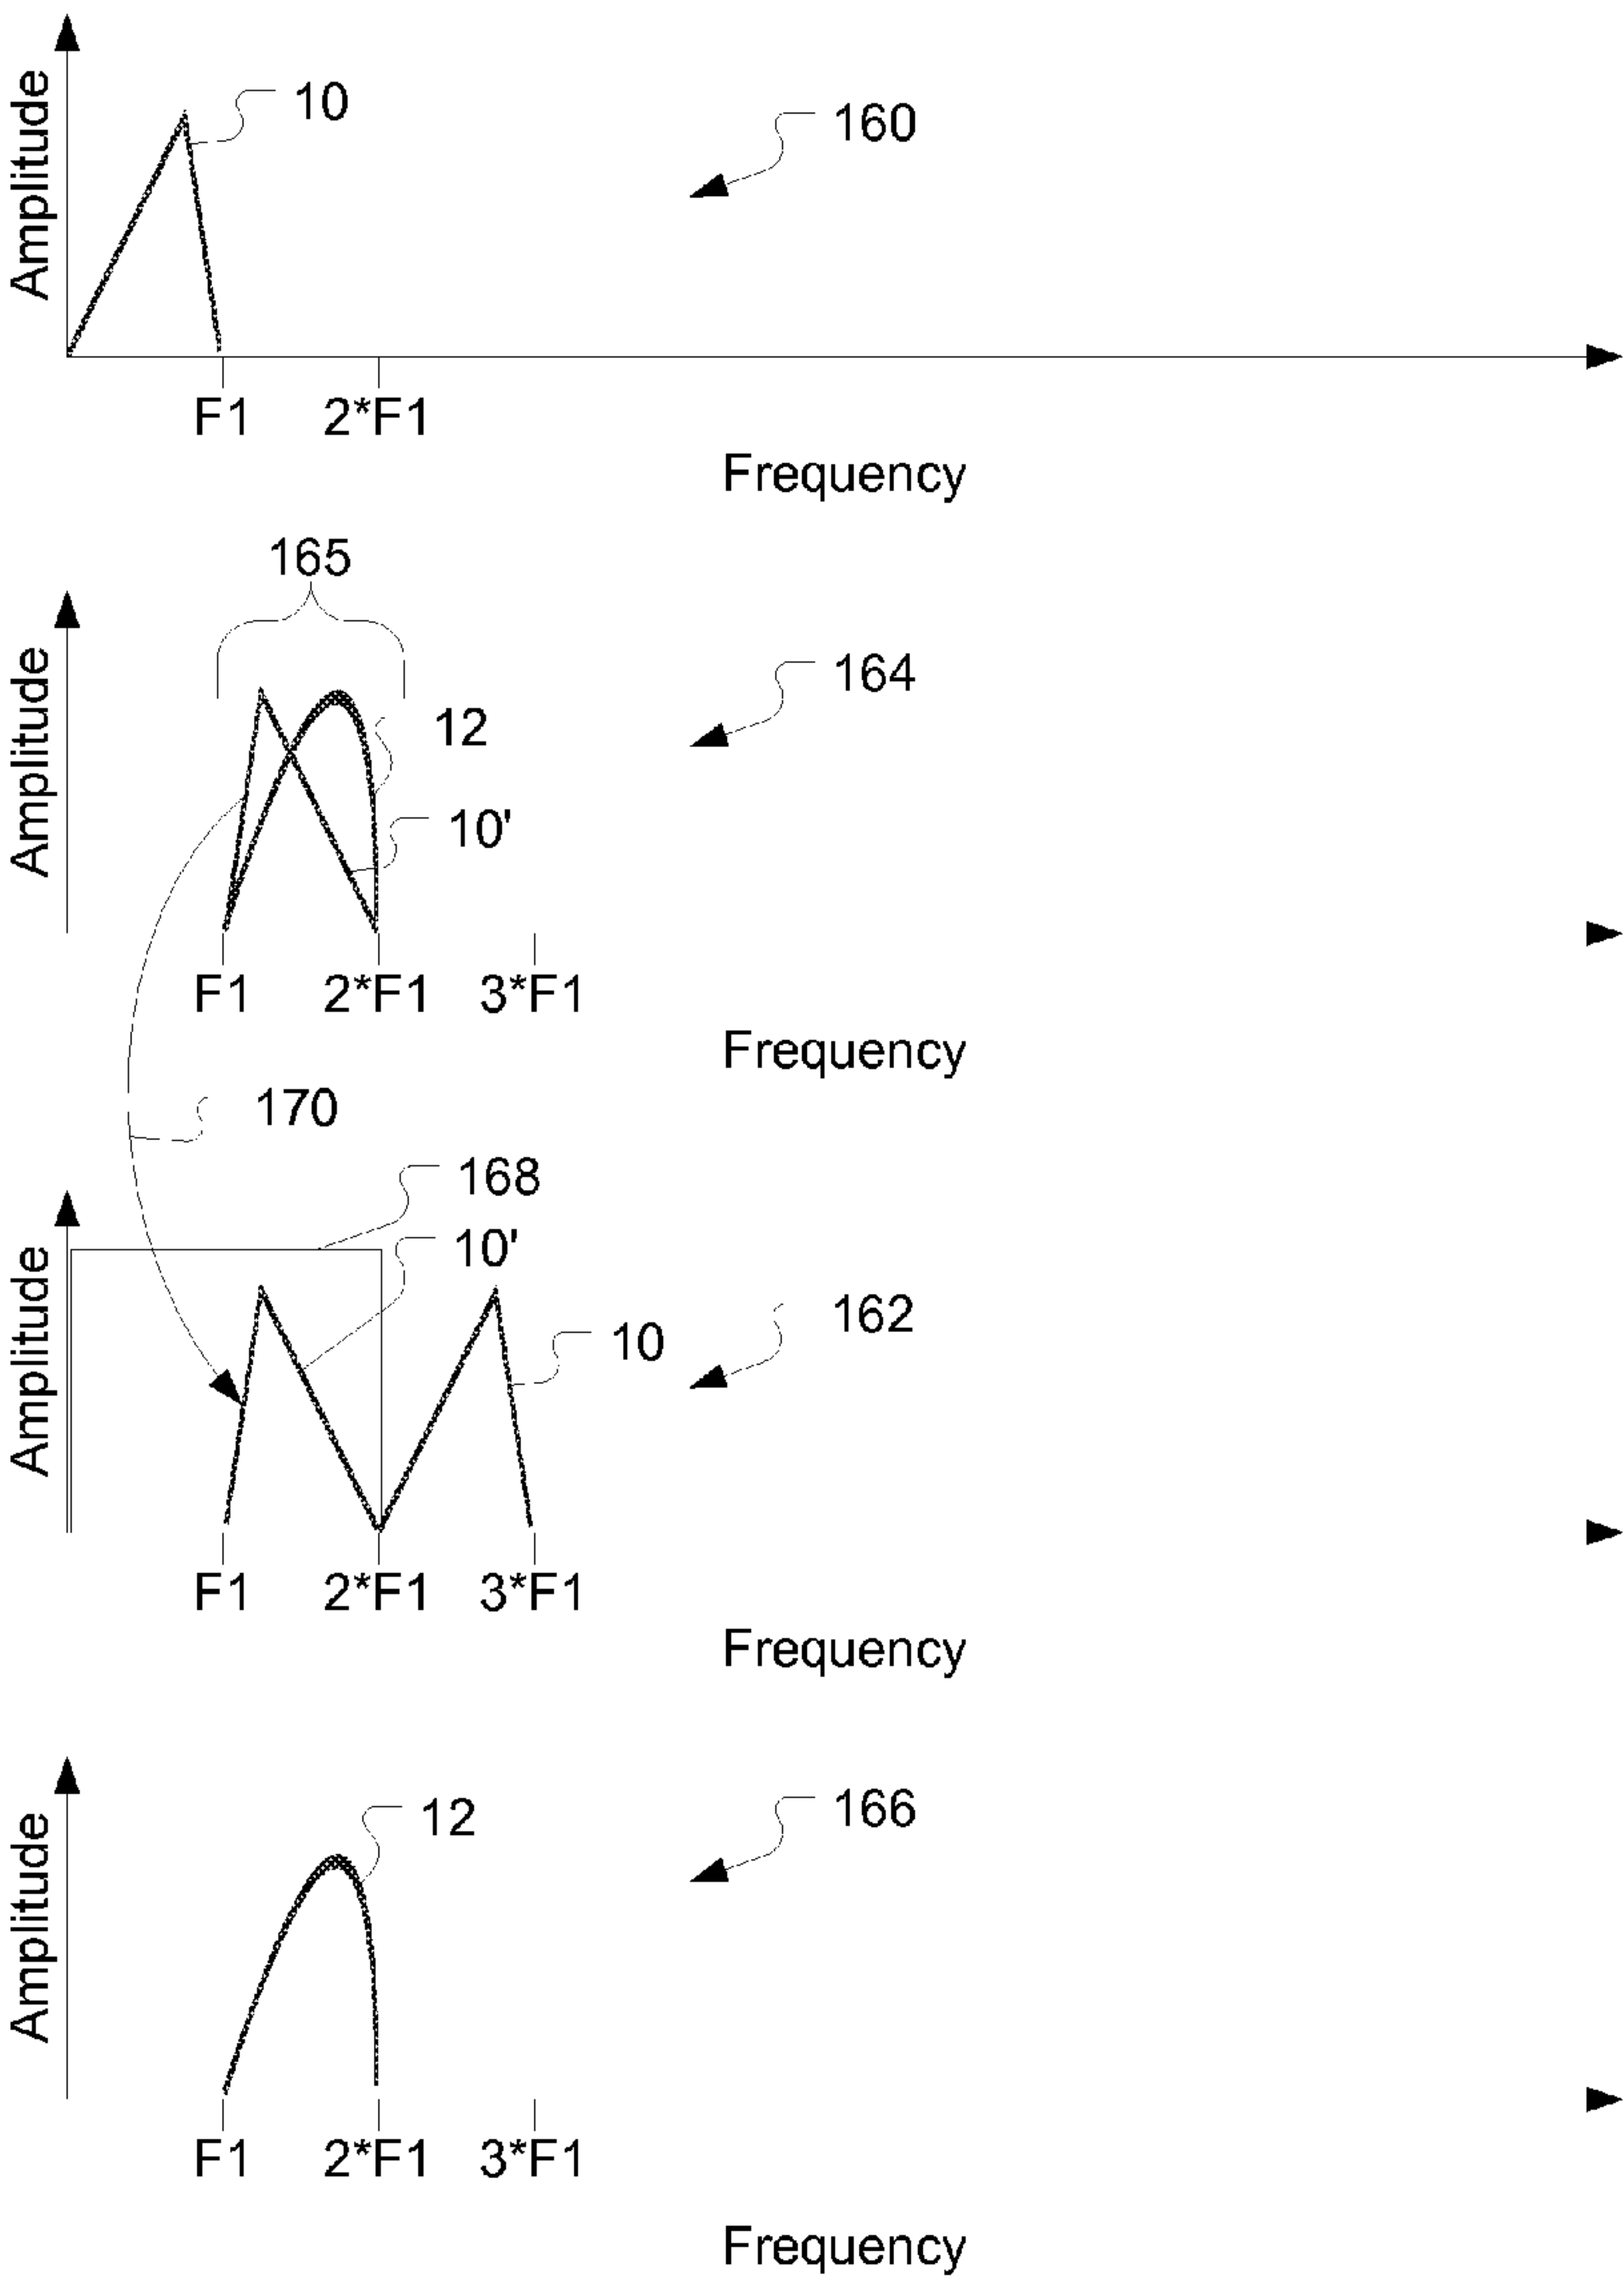 Amplitude
10
160
F1 2*F1
Frequency
165
Amplitude
164
12
10'
F1 2*F1 3*F1
Frequency
170
168
10'
Amplitude
162
10
F1 2*F1 3*F1
Frequency
Amplitude
12
166
F1 2*F1 3*F1
Frequency